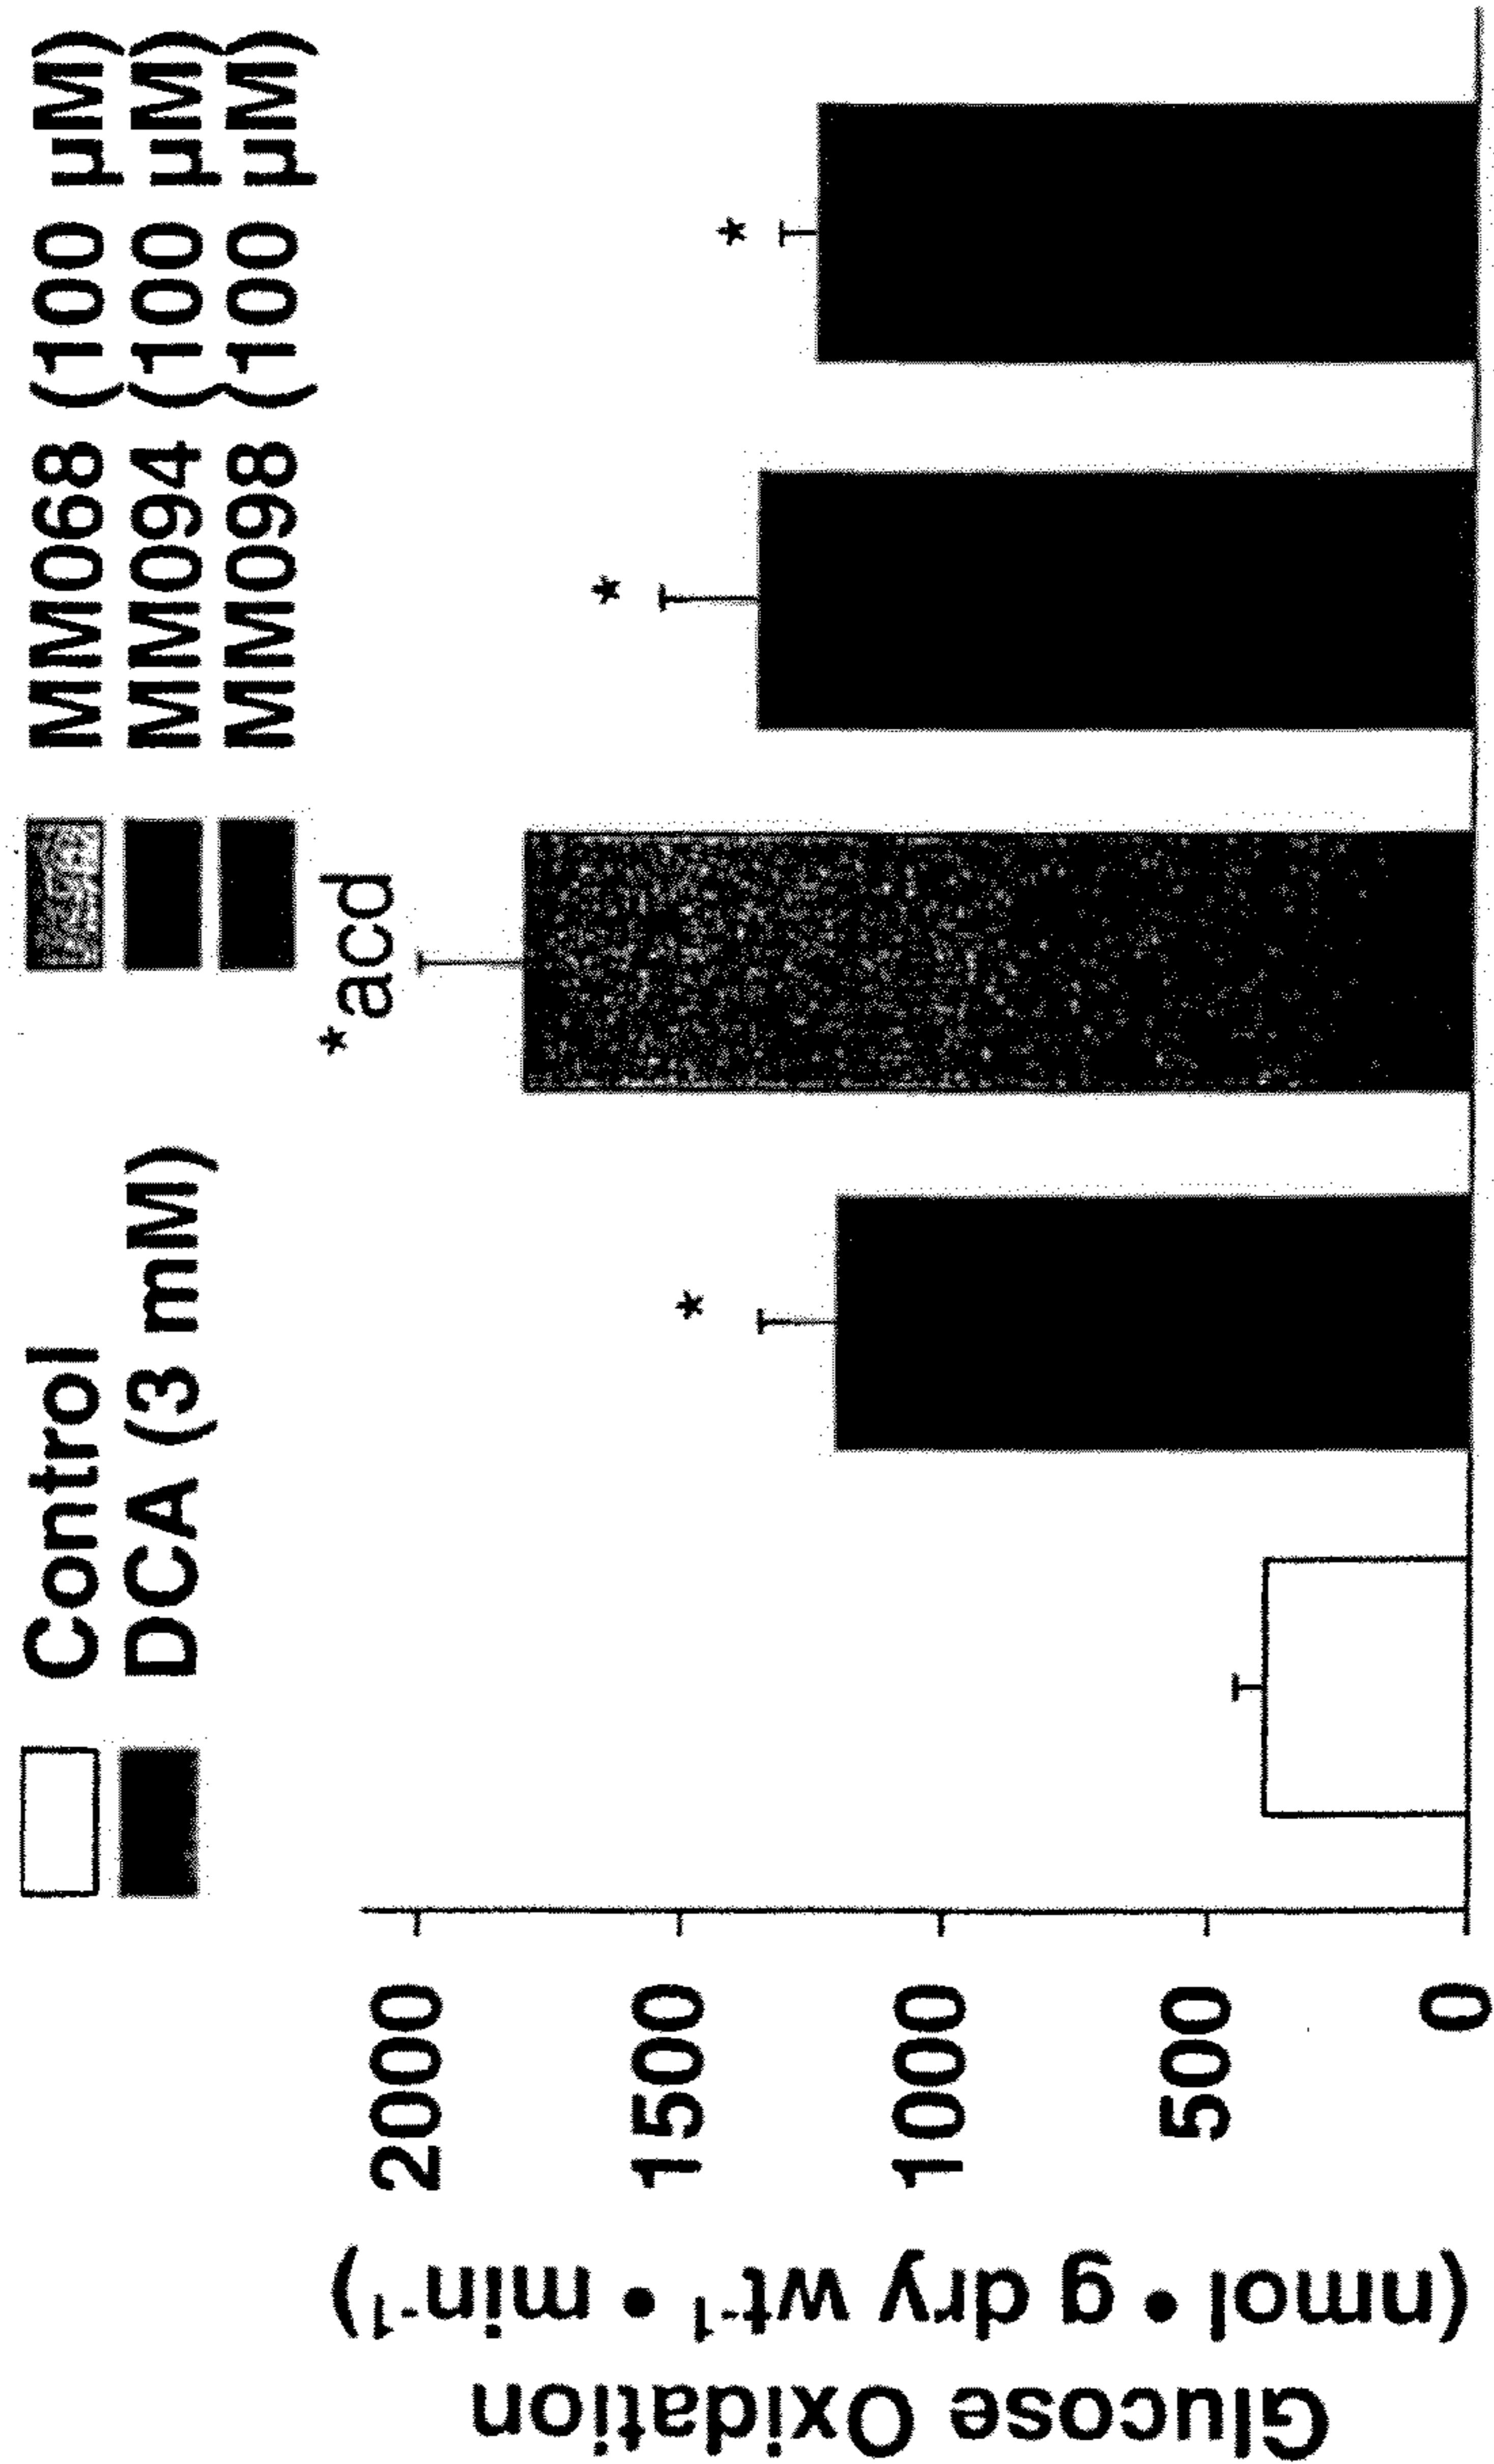 Control
DCA (3 mM)
MM068 (100 µM)
MM094 (100 µM)
MM098 (100 µM)
Glucose Oxidation
(nmol • g dry wt⁻¹ • min⁻¹)
2000
1500
1000
500
0
*
*acd
*
*